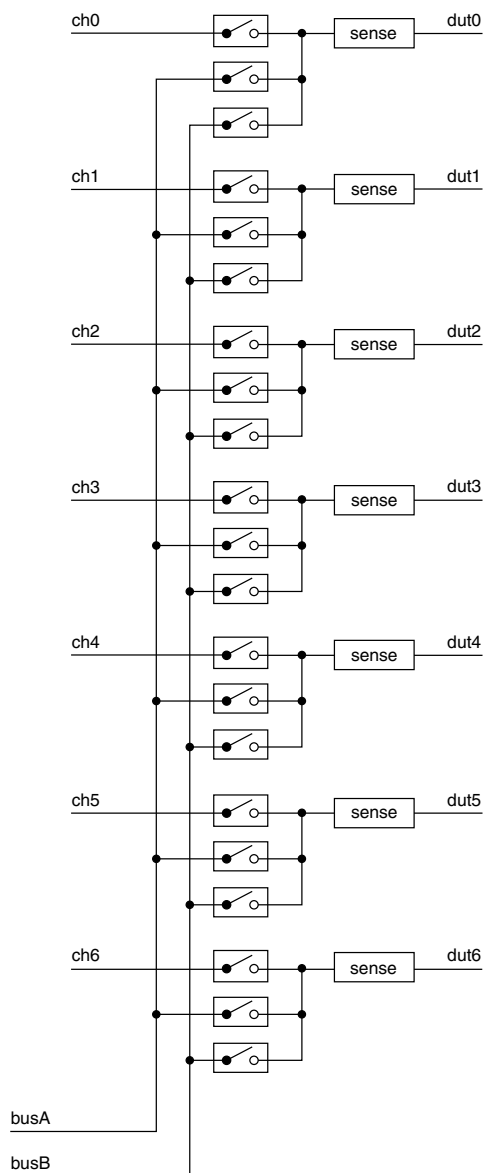 ch0 sense dut0
ch1 sense dut1
ch2 sense dut2
ch3 sense dut3
ch4 sense dut4
ch5 sense dut5
ch6 sense dut6
busA
busB